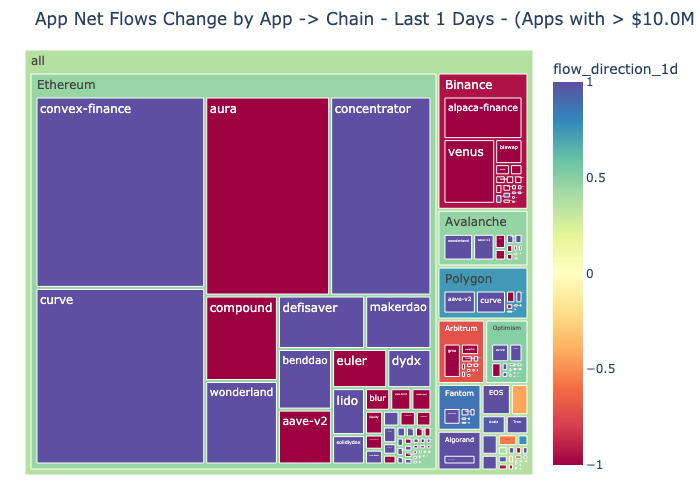 App Net Flows Change by App -> Chain - Last 1 Days - (Apps with > $10.0M
all
Ethereum
convex-finance
aura
concentrator
curve
compound
defisaver
makerdao
benddao
euler
dydx
wonderland
aave-v2
lido
blur
solidlydex
Binance
alpaca-finance
venus
biswap
Avalanche
wonderland
aave-v2
Polygon
aave-v2
curve
Arbitrum
Optimism
Fantom
EOS
Tron
Algorand
flow_direction_1d
1
0.5
0
−0.5
−1